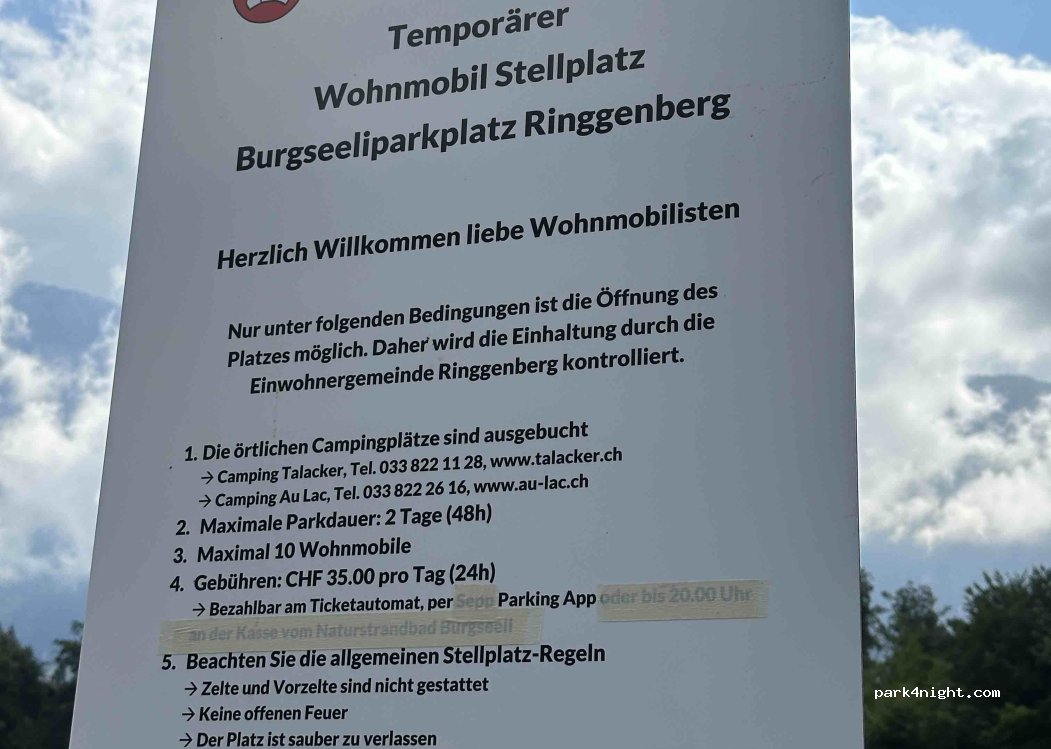 Temporärer
Wohnmobil Stellplatz
Burgseeliparkplatz Ringgenberg
Herzlich Willkommen liebe Wohnmobilisten
Nur unter folgenden Bedingungen ist die Öffnung des
Platzes möglich. Daher wird die Einhaltung durch die
Einwohnergemeinde Ringgenberg kontrolliert.
1. Die örtlichen Campingplätze sind ausgebucht
→ Camping Talacker, Tel. 033 822 11 28, www.talacker.ch
→ Camping Au Lac, Tel. 033 822 26 16, www.au-lac.ch
2. Maximale Parkdauer: 2 Tage (48h)
3. Maximal 10 Wohnmobile
4. Gebühren: CHF 35.00 pro Tag (24h)
→ Bezahlbar am Ticketautomat, per Sepp Parking App oder bis 20.00 Uhr
an der Kasse vom Naturstrandbad Burgseeli
5. Beachten Sie die allgemeinen Stellplatz-Regeln
→ Zelte und Vorzelte sind nicht gestattet
→ Keine offenen Feuer
→ Der Platz ist sauber zu verlassen
park4night.com